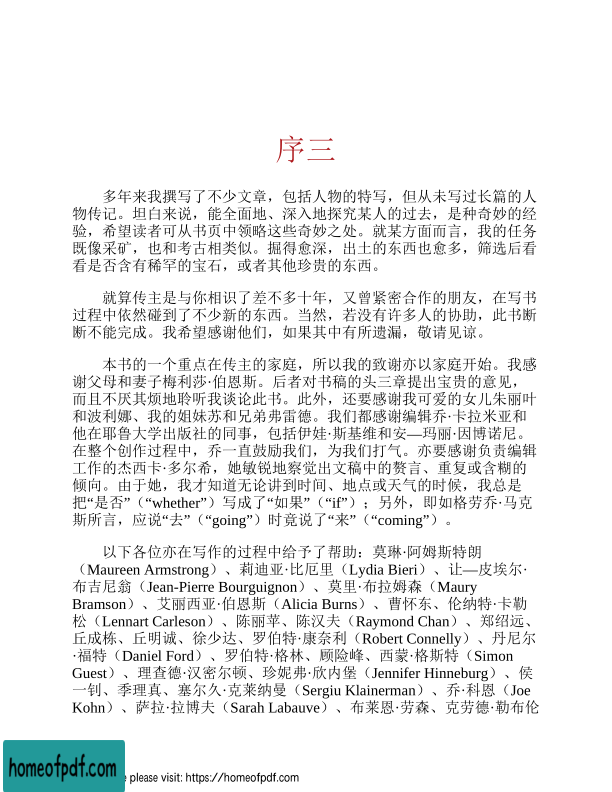 序三
多年来我撰写了不少文章，包括人物的特写，但从未写过长篇的人
物传记。坦白来说，能全面地、深入地探究某人的过去，是种奇妙的经
验，希望读者可从书页中领略这些奇妙之处。就某方面而言，我的任务
既像采矿，也和考古相类似。掘得愈深，出土的东西也愈多，筛选后看
看是否含有稀罕的宝石，或者其他珍贵的东西。
就算传主是与你相识了差不多十年，又曾紧密合作的朋友，在写书
过程中依然碰到了不少新的东西。当然，若没有许多人的协助，此书断
断不能完成。我希望感谢他们，如果其中有所遗漏，敬请见谅。
本书的一个重点在传主的家庭，所以我的致谢亦以家庭开始。我感
谢父母和妻子梅利莎·伯恩斯。后者对书稿的头三章提出宝贵的意见，
而且不厌其烦地聆听我谈论此书。此外，还要感谢我可爱的女儿朱丽叶
和波利娜、我的姐妹苏和兄弟弗雷德。我们都感谢编辑乔·卡拉米亚和
他在耶鲁大学出版社的同事，包括伊娃·斯基维和安—玛丽·因博诺尼。
在整个创作过程中，乔一直鼓励我们，为我们打气。亦要感谢负责编辑
工作的杰西卡·多尔希，她敏锐地察觉出文稿中的赘言、重复或含糊的
倾向。由于她，我才知道无论讲到时间、地点或天气的时候，我总是
把“是否”（“whether”）写成了“如果”（“if”）；另外，即如格劳乔·马克
斯所言，应说“去”（“going”）时竟说了“来”（“coming”）。
以下各位亦在写作的过程中给予了帮助：莫琳·阿姆斯特朗
（Maureen Armstrong）、莉迪亚·比厄里（Lydia Bieri）、让—皮埃尔·
布吉尼翁（Jean-Pierre Bourguignon）、莫里·布拉姆森（Maury
Bramson）、艾丽西亚·伯恩斯（Alicia Burns）、曹怀东、伦纳特·卡勒
松（Lennart Carleson）、陈丽苹、陈汉夫（Raymond Chan）、郑绍远、
丘成栋、丘明诚、徐少达、罗伯特·康奈利（Robert Connelly）、丹尼尔
·福特（Daniel Ford）、罗伯特·格林、顾险峰、西蒙·格斯特（Simon
Guest）、理查德·汉密尔顿、珍妮弗·欣内堡（Jennifer Hinneburg）、侯
一钊、季理真、塞尔久·克莱纳曼（Sergiu Klainerman）、乔·科恩（Joe
Kohn）、萨拉·拉博夫（Sarah Labauve）、布莱恩·劳森、克劳德·勒布伦
homeofpdf.com
please visit: https://homeofpdf.com